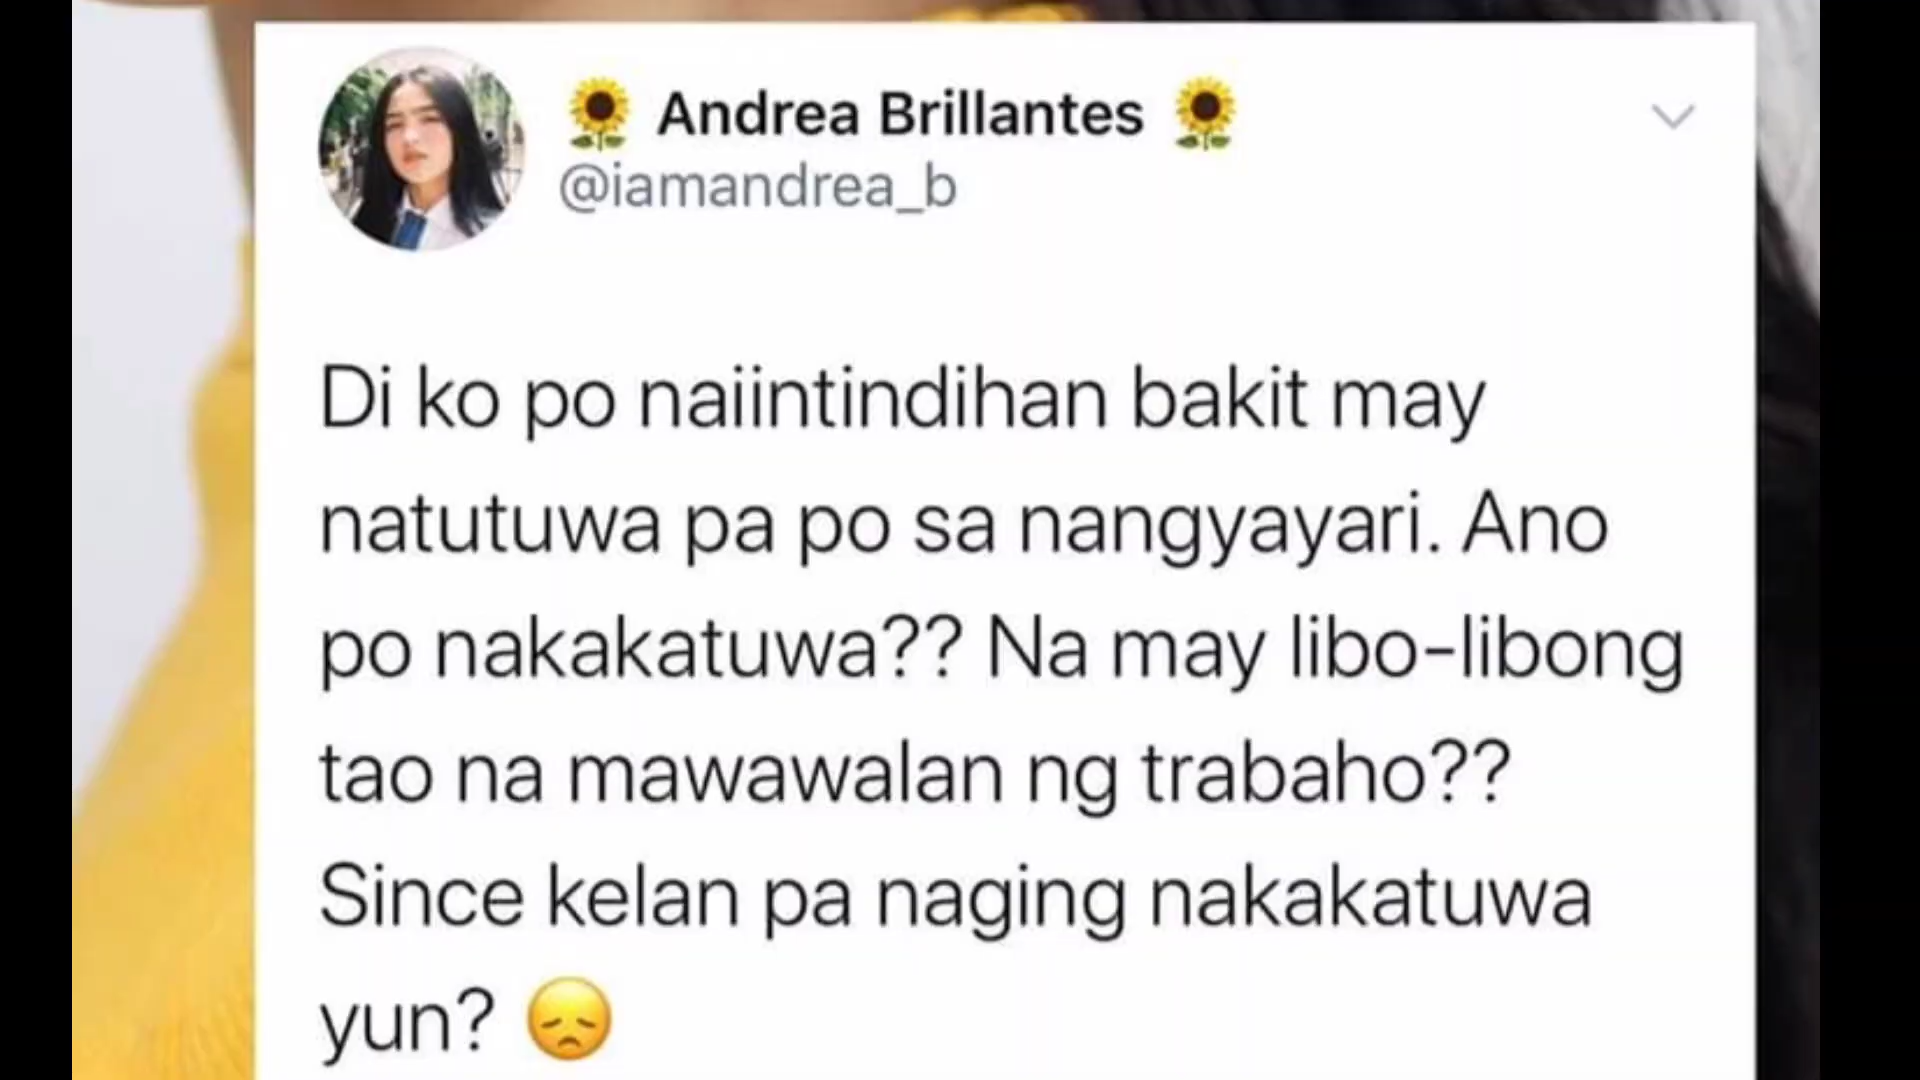 🌻 Andrea Brillantes 🌻
@iamandrea_b
Di ko po naiintindihan bakit may
natutuwa pa po sa nangyayari. Ano
po nakakatuwa?? Na may libo-libong
tao na mawawalan ng trabaho??
Since kelan pa naging nakakatuwa
yun? 😞